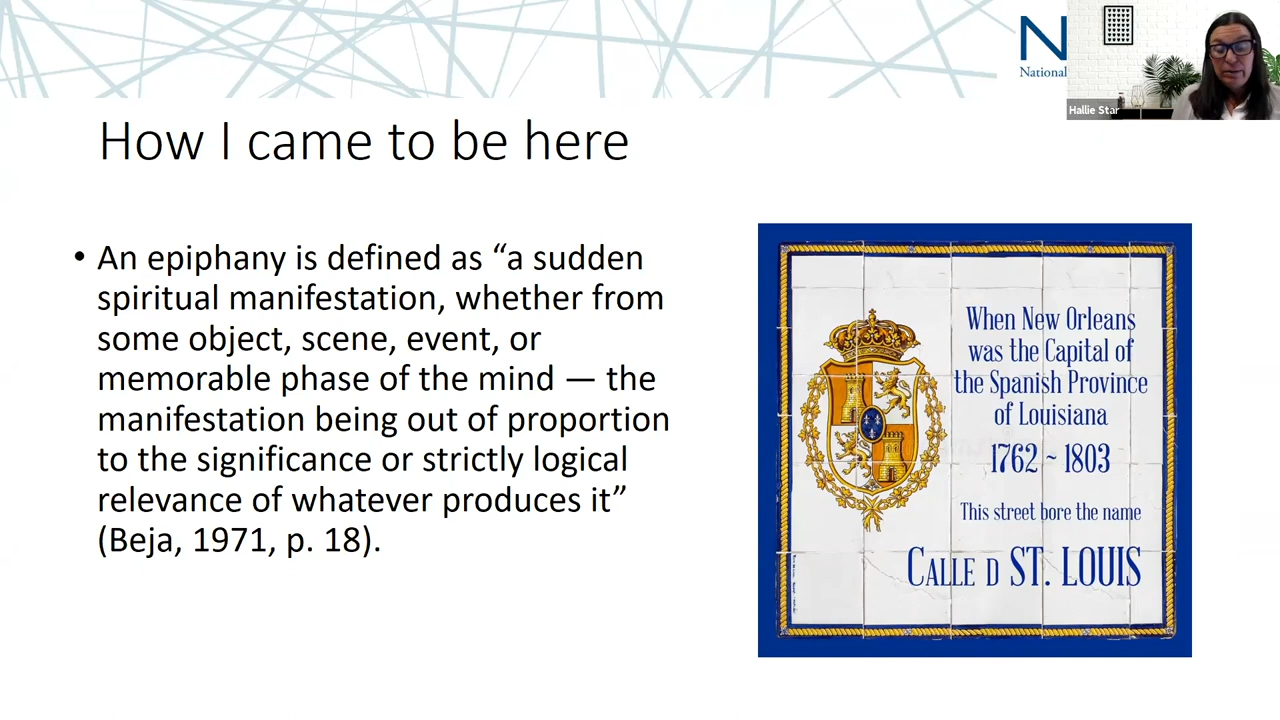 N
National
Hallie Star
How I came to be here
• An epiphany is defined as “a sudden
spiritual manifestation, whether from
some object, scene, event, or
memorable phase of the mind — the
manifestation being out of proportion
to the significance or strictly logical
relevance of whatever produces it”
(Beja, 1971, p. 18).
When New Orleans
was the Capital of
the Spanish Province
of Louisiana
1762 ~ 1803
This street bore the name
CALLE D ST. LOUIS